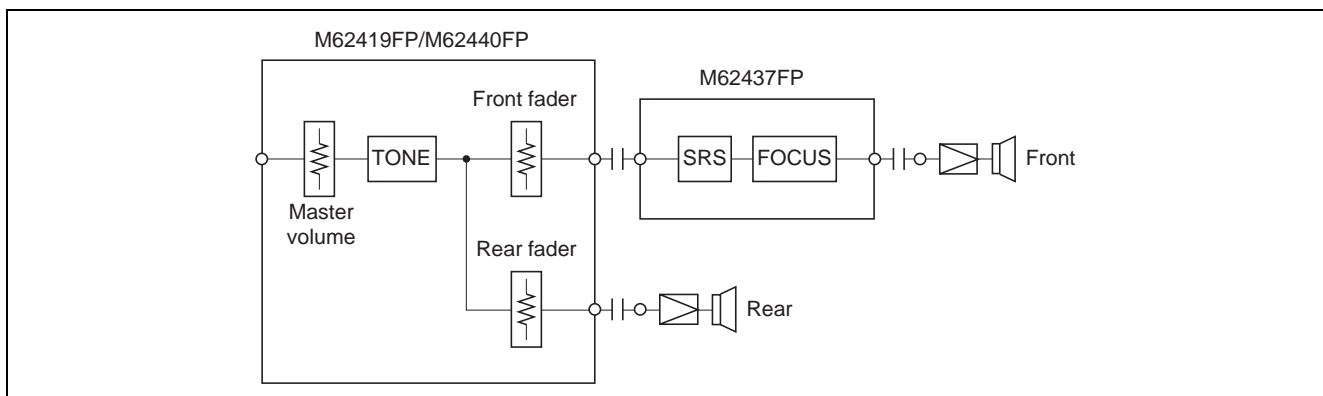 M62419FP/M62440FP
M62437FP
Front fader
TONE
SRS
FOCUS
Front
Master
volume
Rear fader
Rear